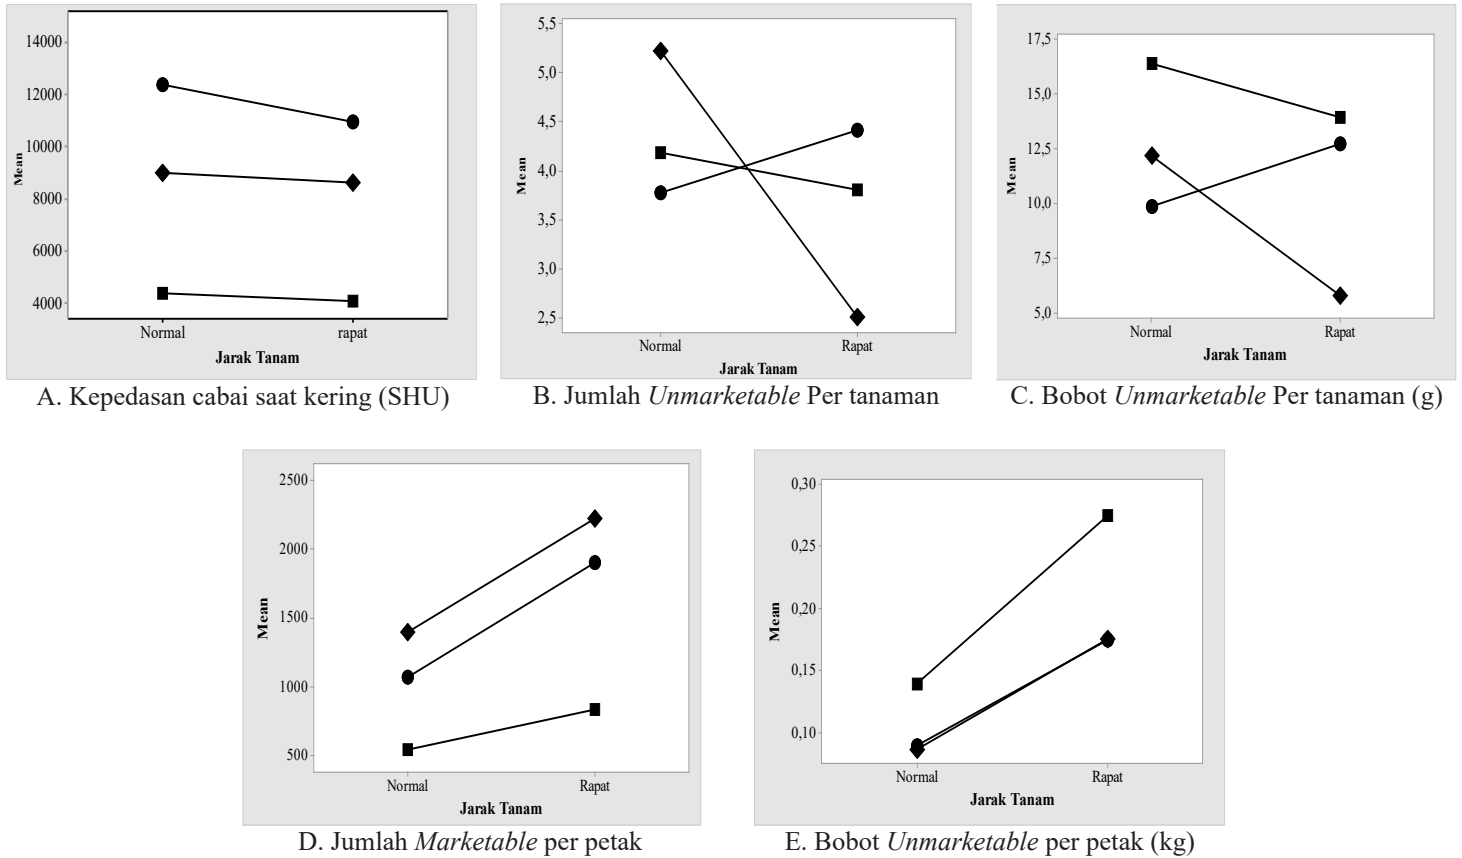 14000
12000
10000
8000
6000
4000
Mean
Normal
rapat
Jarak Tanam
A. Kepedasan cabai saat kering (SHU)
5,5
5,0
4,5
4,0
3,5
3,0
2,5
Mean
Normal
Rapat
Jarak Tanam
B. Jumlah Unmarketable Per tanaman
17,5
15,0
12,5
10,0
7,5
5,0
Mean
Normal
Rapat
Jarak Tanam
C. Bobot Unmarketable Per tanaman (g)
2500
2000
1500
1000
500
Mean
Normal
Rapat
Jarak Tanam
D. Jumlah Marketable per petak
0,30
0,25
0,20
0,15
0,10
Mean
Normal
Rapat
Jarak Tanam
E. Bobot Unmarketable per petak (kg)